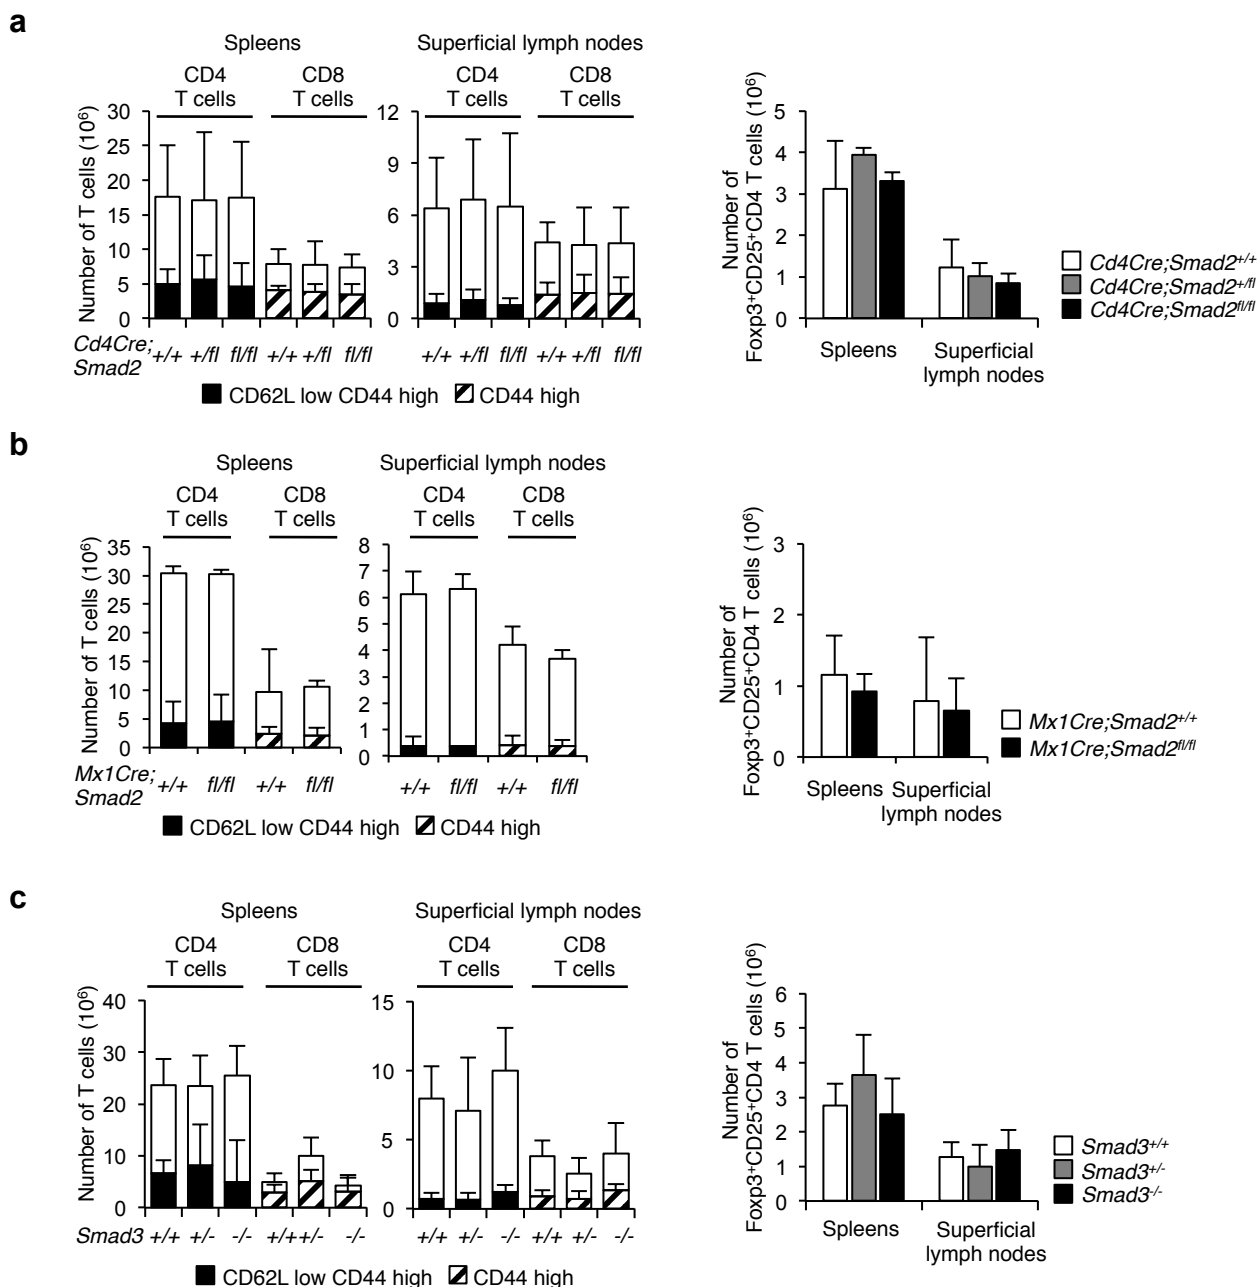 a
Spleens
Superficial lymph nodes
CD4
T cells
CD8
T cells
CD4
T cells
CD8
T cells
Number of T cells (10⁶)
30
25
20
15
10
5
0
12
9
6
3
0
Cd4Cre;
Smad2
+/+ +/fl fl/fl +/+ +/fl fl/fl
+/+ +/fl fl/fl +/+ +/fl fl/fl
CD62L low CD44 high
CD44 high
Number of
Foxp3⁺CD25⁺CD4 T cells (10⁶)
5
4
3
2
1
0
Spleens
Superficial
lymph nodes
Cd4Cre;Smad2⁺/⁺
Cd4Cre;Smad2⁺/ᶠˡ
Cd4Cre;Smad2ᶠˡ/ᶠˡ
b
Spleens
Superficial lymph nodes
CD4
T cells
CD8
T cells
CD4
T cells
CD8
T cells
Number of T cells (10⁶)
35
30
25
20
15
10
5
0
8
7
6
5
4
3
2
1
0
Mx1Cre;
Smad2
+/+ fl/fl +/+ fl/fl
+/+ fl/fl +/+ fl/fl
CD62L low CD44 high
CD44 high
Number of
Foxp3⁺CD25⁺CD4 T cells (10⁶)
3
2
1
0
Spleens
Superficial
lymph nodes
Mx1Cre;Smad2⁺/⁺
Mx1Cre;Smad2ᶠˡ/ᶠˡ
c
Spleens
Superficial lymph nodes
CD4
T cells
CD8
T cells
CD4
T cells
CD8
T cells
Number of T cells (10⁶)
40
30
20
10
0
15
10
5
0
Smad3 +/+ +/- -/- +/+ +/- -/-
+/+ +/- -/- +/+ +/- -/-
CD62L low CD44 high
CD44 high
Number of
Foxp3⁺CD25⁺CD4 T cells (10⁶)
6
5
4
3
2
1
0
Spleens
Superficial
lymph nodes
Smad3⁺/⁺
Smad3⁺/⁻
Smad3⁻/⁻